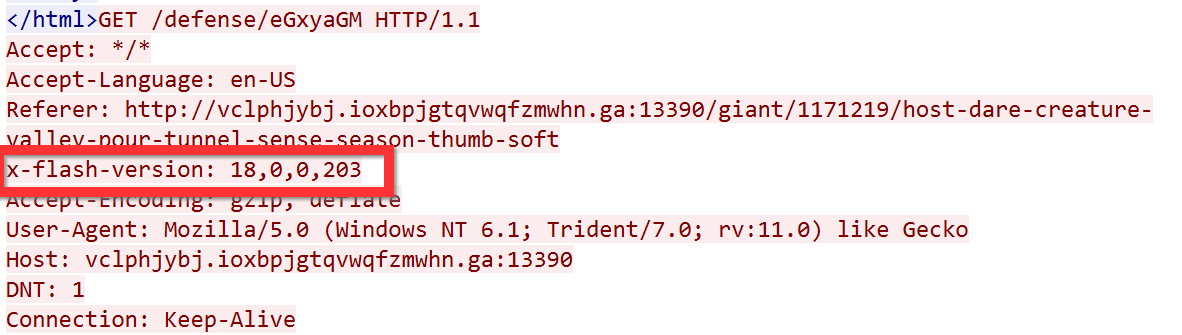 </html>GET /defense/eGxyaGM HTTP/1.1
Accept: */*
Accept-Language: en-US
Referer: http://vclphjybj.ioxbpjgtqvwqfzmwhn.ga:13390/giant/1171219/host-dare-creature-
valley-pour-tunnel-sense-season-thumb-soft
x-flash-version: 18,0,0,203
Accept-Encoding: gzip, deflate
User-Agent: Mozilla/5.0 (Windows NT 6.1; Trident/7.0; rv:11.0) like Gecko
Host: vclphjybj.ioxbpjgtqvwqfzmwhn.ga:13390
DNT: 1
Connection: Keep-Alive